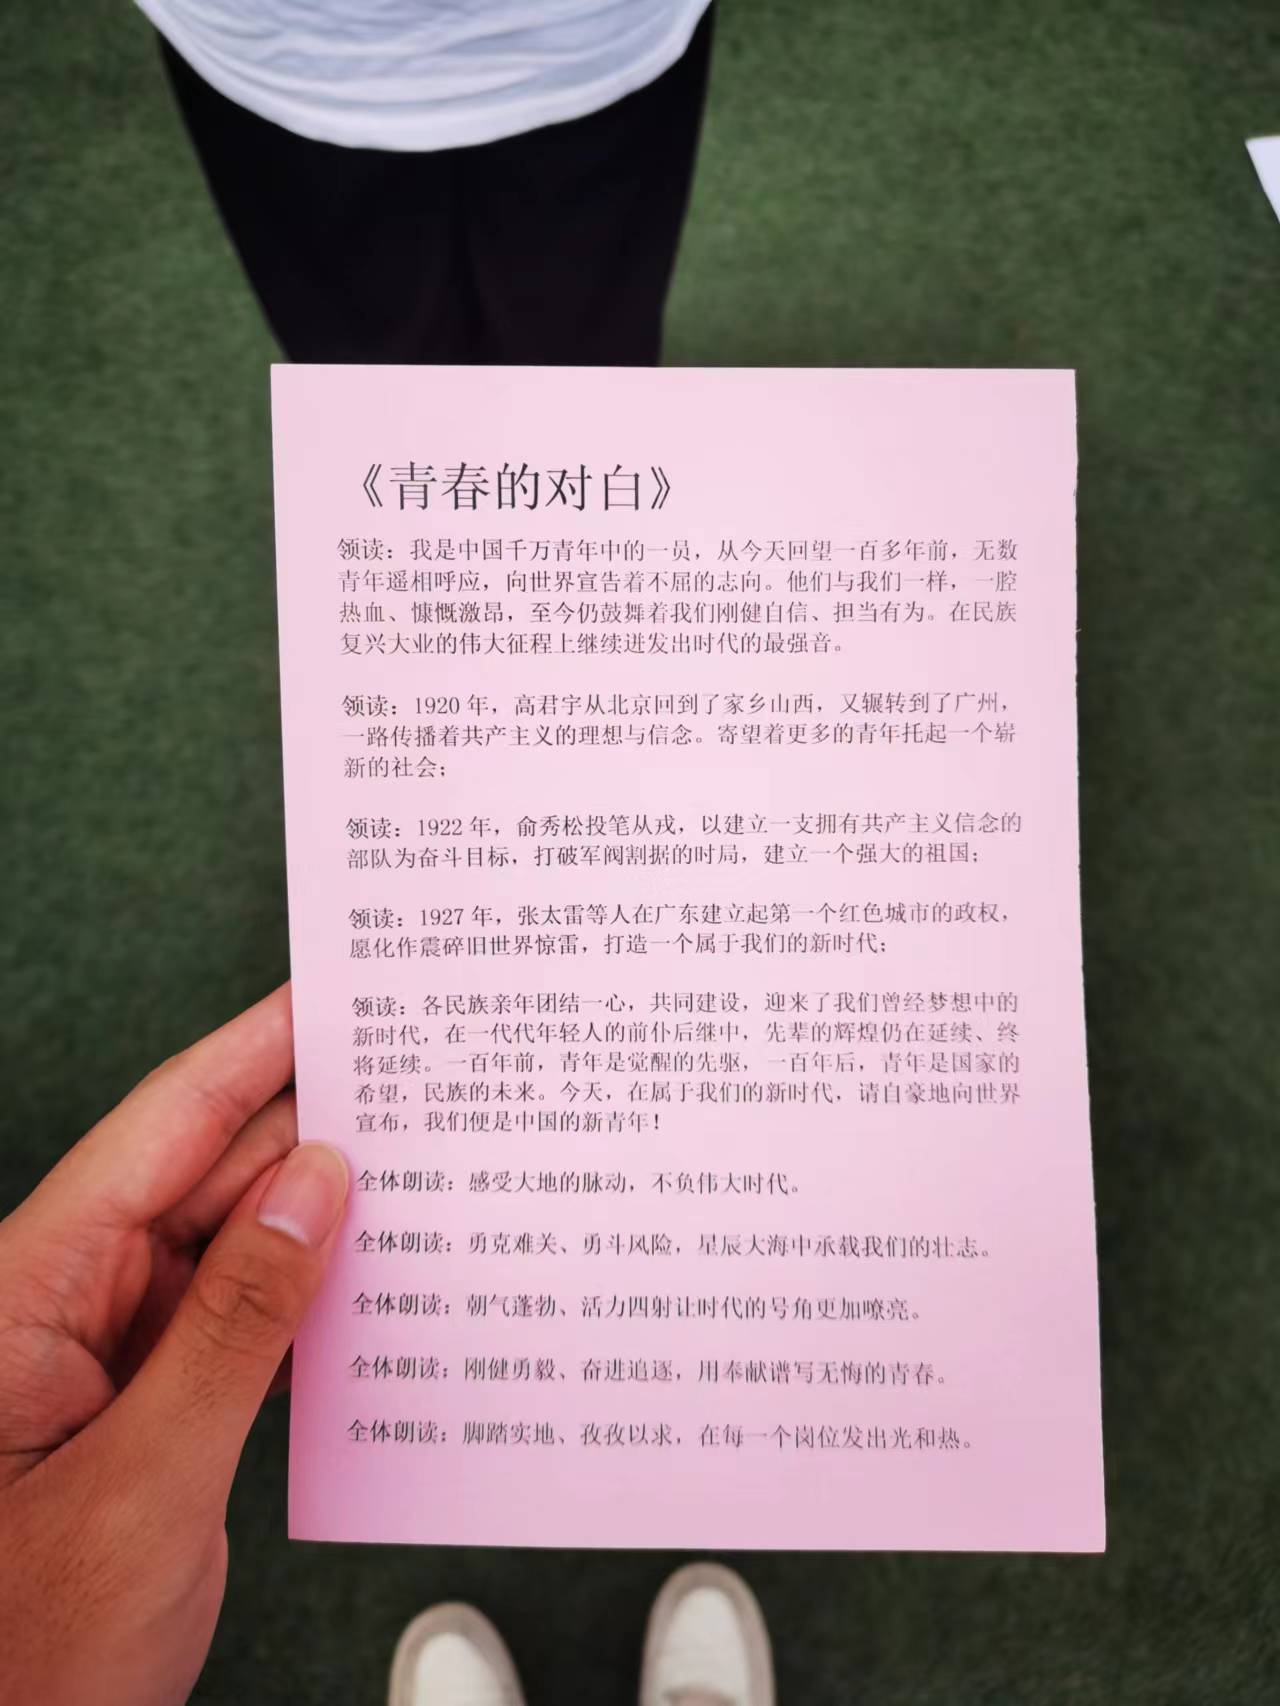 《青春的对白》
领读：我是中国千万青年中的一员，从今天回望一百多年前，无数
青年遥相呼应，向世界宣告着不屈的志向。他们与我们一样，一腔
热血、慷慨激昂，至今仍鼓舞着我们刚健自信、担当有为。在民族
复兴大业的伟大征程上继续迸发出时代的最强音。
领读：1920 年，高君宇从北京回到了家乡山西，又辗转到了广州，
一路传播着共产主义的理想与信念。寄望着更多的青年托起一个崭
新的社会；
领读：1922 年，俞秀松投笔从戎，以建立一支拥有共产主义信念的
部队为奋斗目标，打破军阀割据的时局，建立一个强大的祖国；
领读：1927 年，张太雷等人在广东建立起第一个红色城市的政权，
愿化作震碎旧世界惊雷，打造一个属于我们的新时代；
领读：各民族亲年团结一心，共同建设，迎来了我们曾经梦想中的
新时代，在一代代年轻人的前仆后继中，先辈的辉煌仍在延续、终
将延续。一百年前，青年是觉醒的先驱，一百年后，青年是国家的
希望，民族的未来。今天，在属于我们的新时代，请自豪地向世界
宣布，我们便是中国的新青年！
全体朗读：感受大地的脉动，不负伟大时代。
全体朗读：勇克难关、勇斗风险，星辰大海中承载我们的壮志。
全体朗读：朝气蓬勃、活力四射让时代的号角更加嘹亮。
全体朗读：刚健勇毅、奋进追逐，用奉献谱写无悔的青春。
全体朗读：脚踏实地、孜孜以求，在每一个岗位发出光和热。